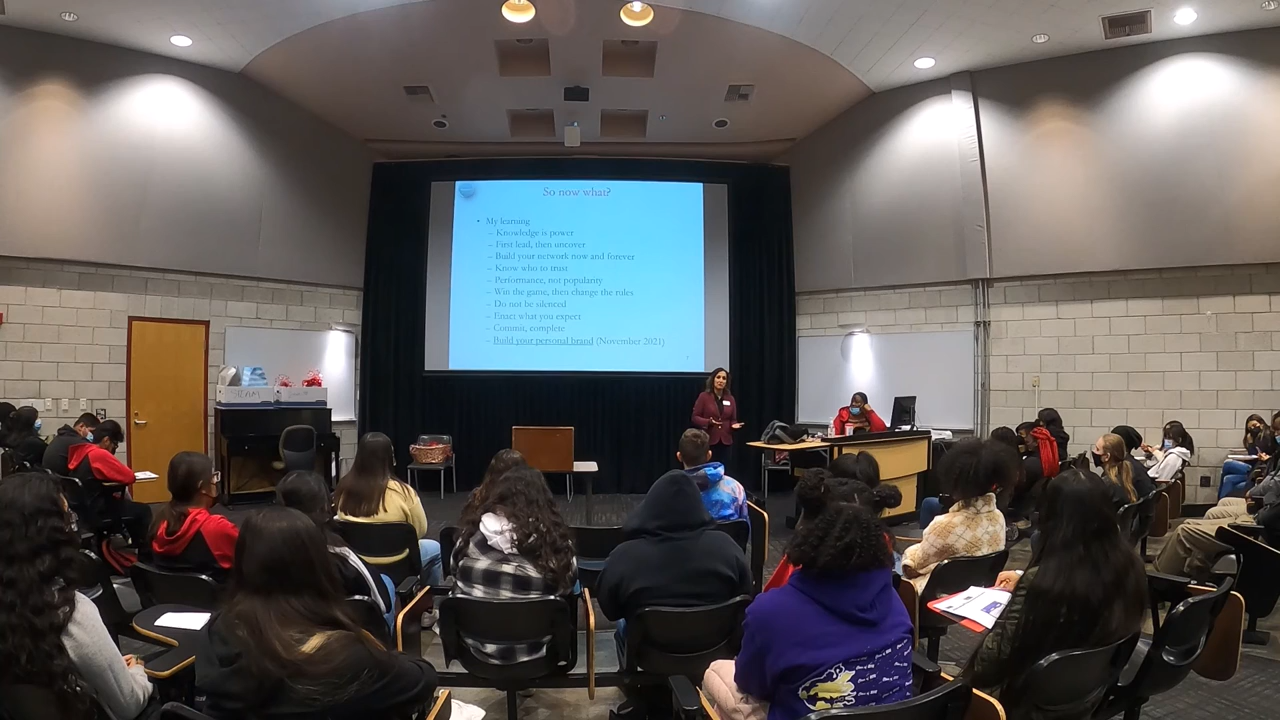 So now what?
• My learning
– Knowledge is power
– First lead, then uncover
– Build your network now and forever
– Know who to trust
– Performance, not popularity
– Win the game, then change the rules
– Do not be silenced
– Enact what you expect
– Commit, complete
– Build your personal brand (November 2021)